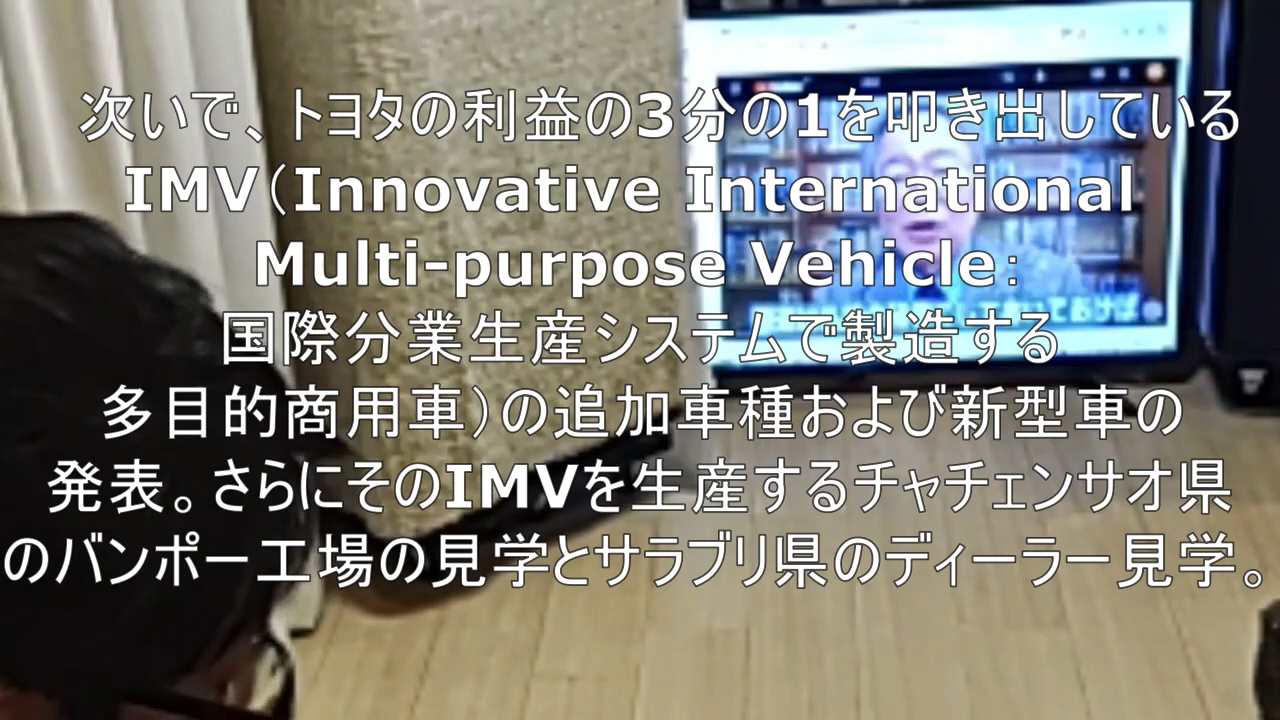 次いで、トヨタの利益の3分の1を叩き出している
IMV（Innovative International
Multi-purpose Vehicle：
国際分業生産システムで製造する
多目的商用車）の追加車種および新型車の
発表。さらにそのIMVを生産するチャチェンサオ県
のバンポー工場の見学とサラブリ県のディーラー見学。